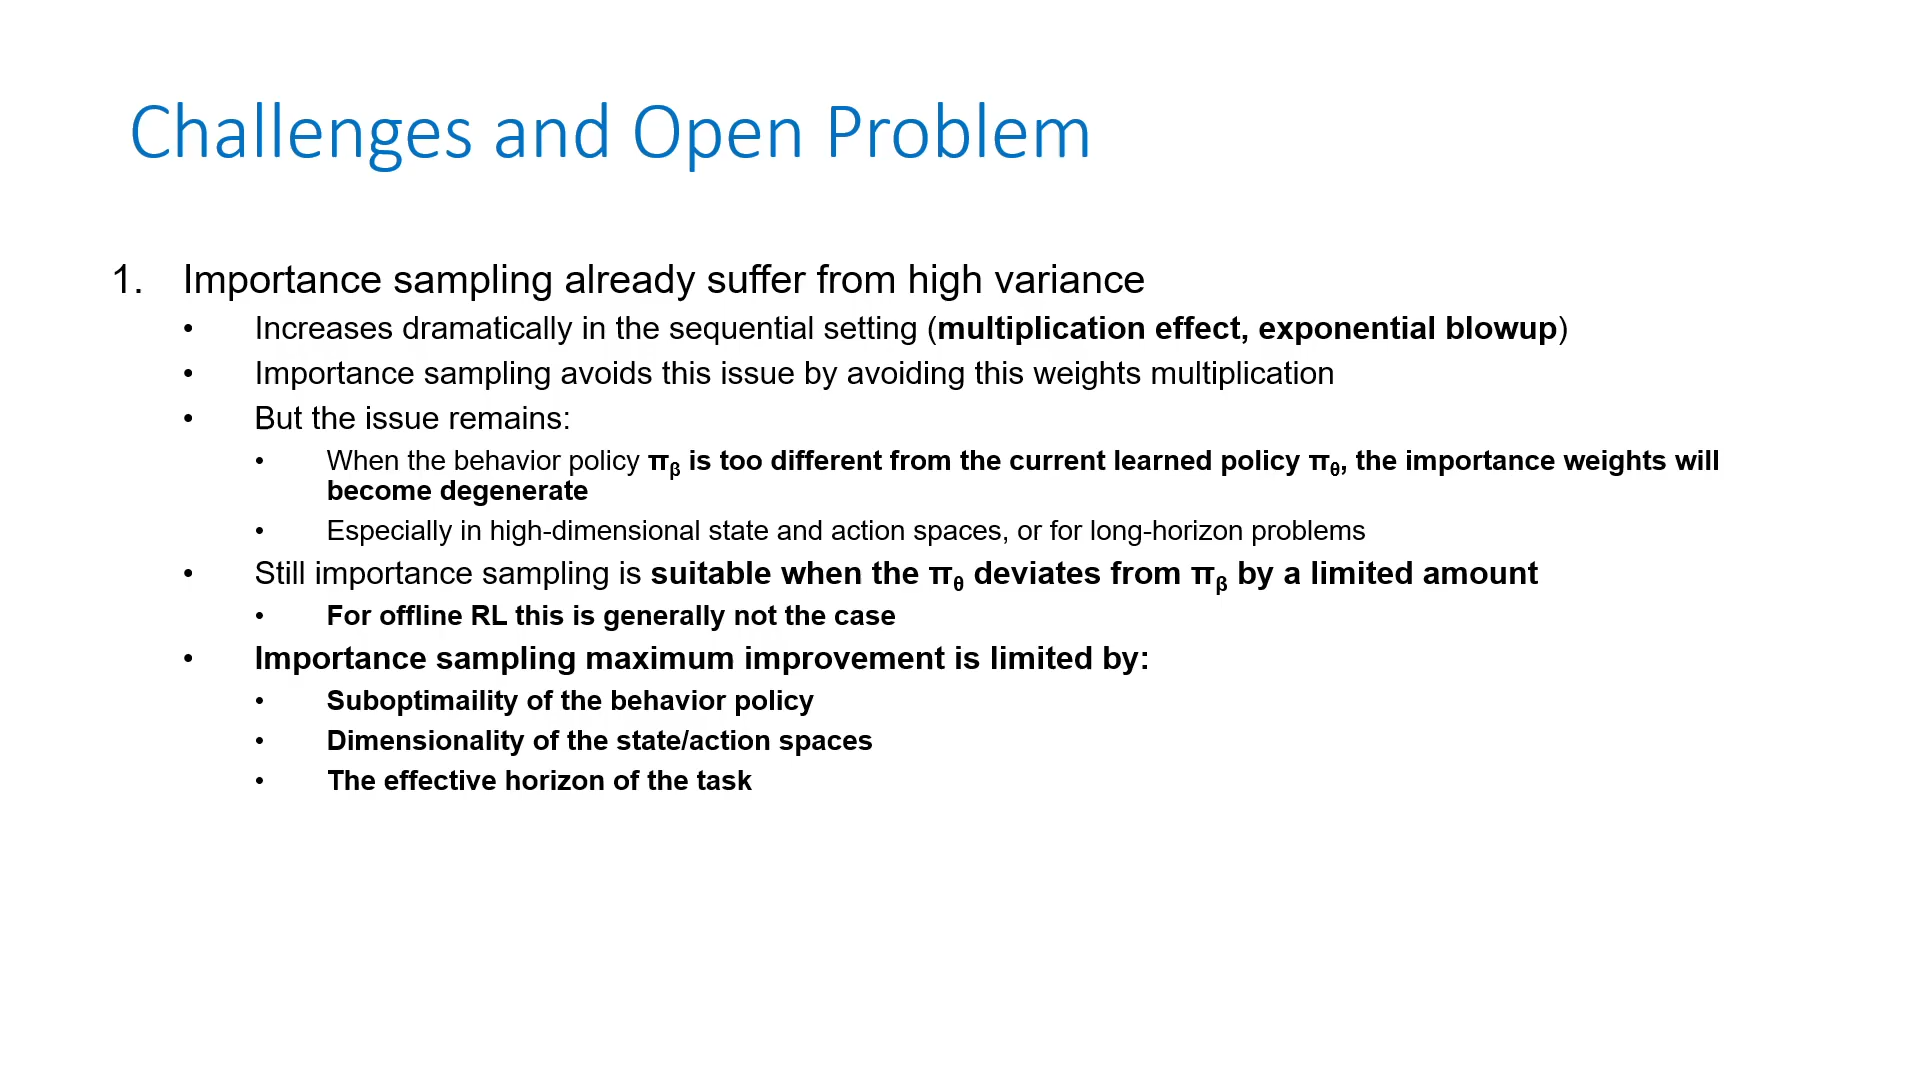 Challenges and Open Problem
1. Importance sampling already suffer from high variance
• Increases dramatically in the sequential setting (multiplication effect, exponential blowup)
• Importance sampling avoids this issue by avoiding this weights multiplication
• But the issue remains:
• When the behavior policy πβ is too different from the current learned policy πθ, the importance weights will
become degenerate
• Especially in high-dimensional state and action spaces, or for long-horizon problems
• Still importance sampling is suitable when the πθ deviates from πβ by a limited amount
• For offline RL this is generally not the case
• Importance sampling maximum improvement is limited by:
• Suboptimaility of the behavior policy
• Dimensionality of the state/action spaces
• The effective horizon of the task